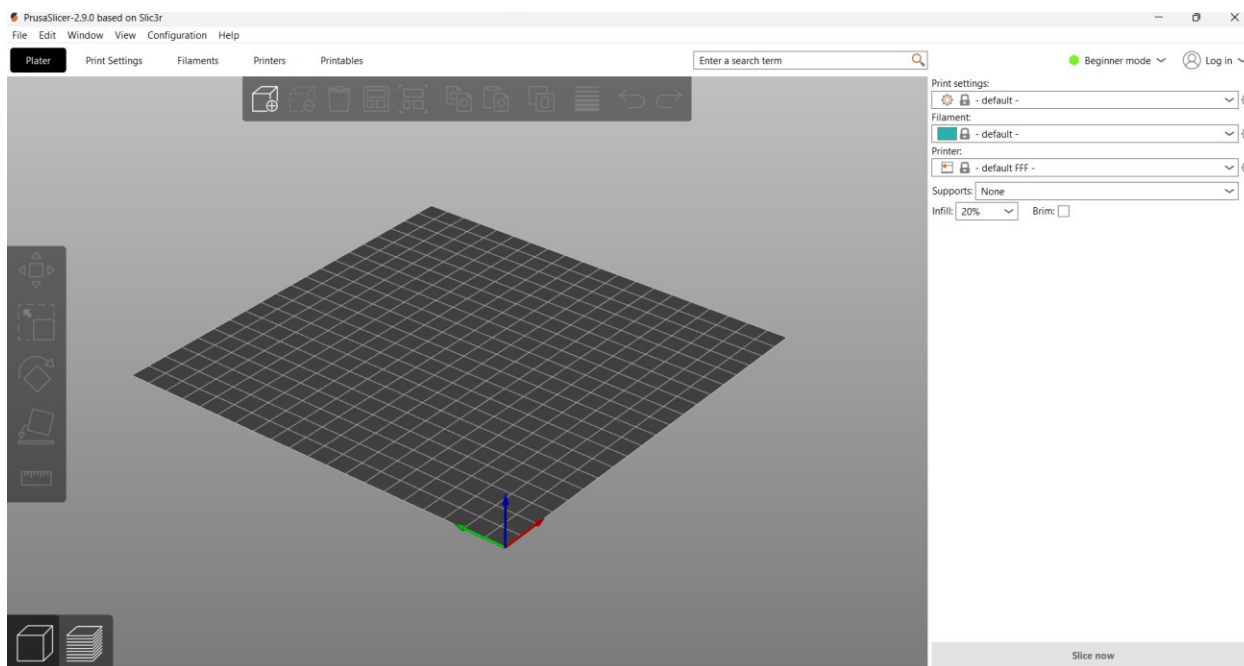 PrusaSlicer-2.9.0 based on Slic3r
File Edit Window View Configuration Help
Plater Print Settings Filaments Printers Printables Enter a search term Beginner mode Log in
Print settings:
- default -
Filament:
- default -
Printer:
- default FFF -
Supports: None
Infill: 20% Brim:
Slice now